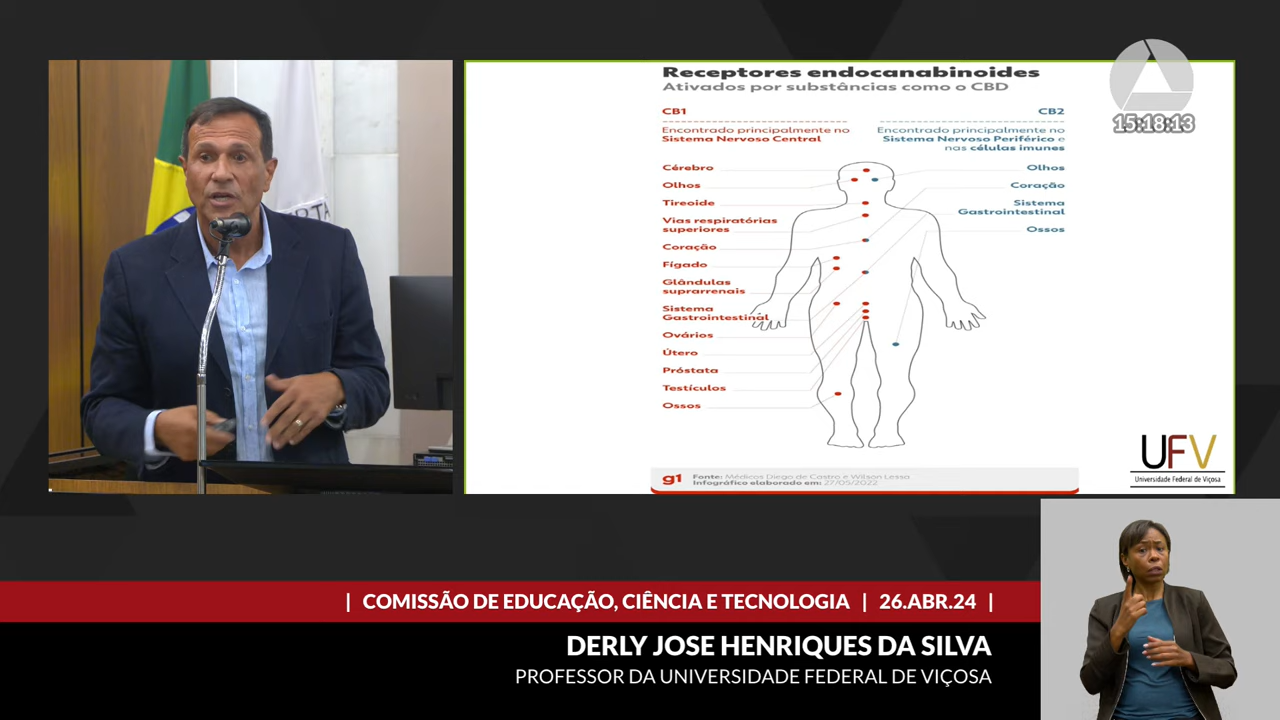 Receptores endocanabinoides
Ativados por substâncias como o CBD
15:18:13
CB1
Encontrado principalmente no
Sistema Nervoso Central
CB2
Encontrado principalmente no
Sistema Nervoso Periférico e
nas células imunes
Cérebro
Olhos
Tireoide
Vias respiratórias
superiores
Coração
Fígado
Glândulas
suprarrenais
Sistema
Gastrointestinal
Ovários
Útero
Próstata
Testículos
Ossos
Olhos
Coração
Sistema
Gastrointestinal
Ossos
g1
Fonte: Médicos Diego de Castro e Wilson Lessa
Infográfico elaborado em: 27/05/2022
UFV
Universidade Federal de Viçosa
| COMISSÃO DE EDUCAÇÃO, CIÊNCIA E TECNOLOGIA | 26.ABR.24 |
DERLY JOSE HENRIQUES DA SILVA
PROFESSOR DA UNIVERSIDADE FEDERAL DE VIÇOSA